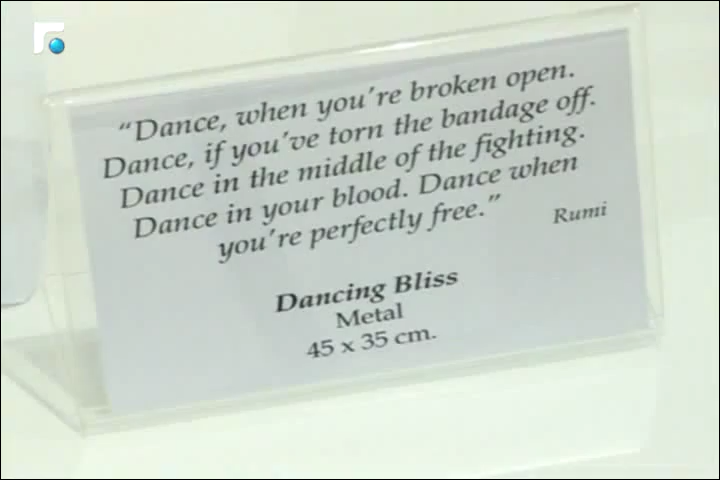 “Dance, when you're broken open.
Dance, if you've torn the bandage off.
Dance in the middle of the fighting.
Dance in your blood. Dance when
you're perfectly free.”
Rumi
Dancing Bliss
Metal
45 x 35 cm.